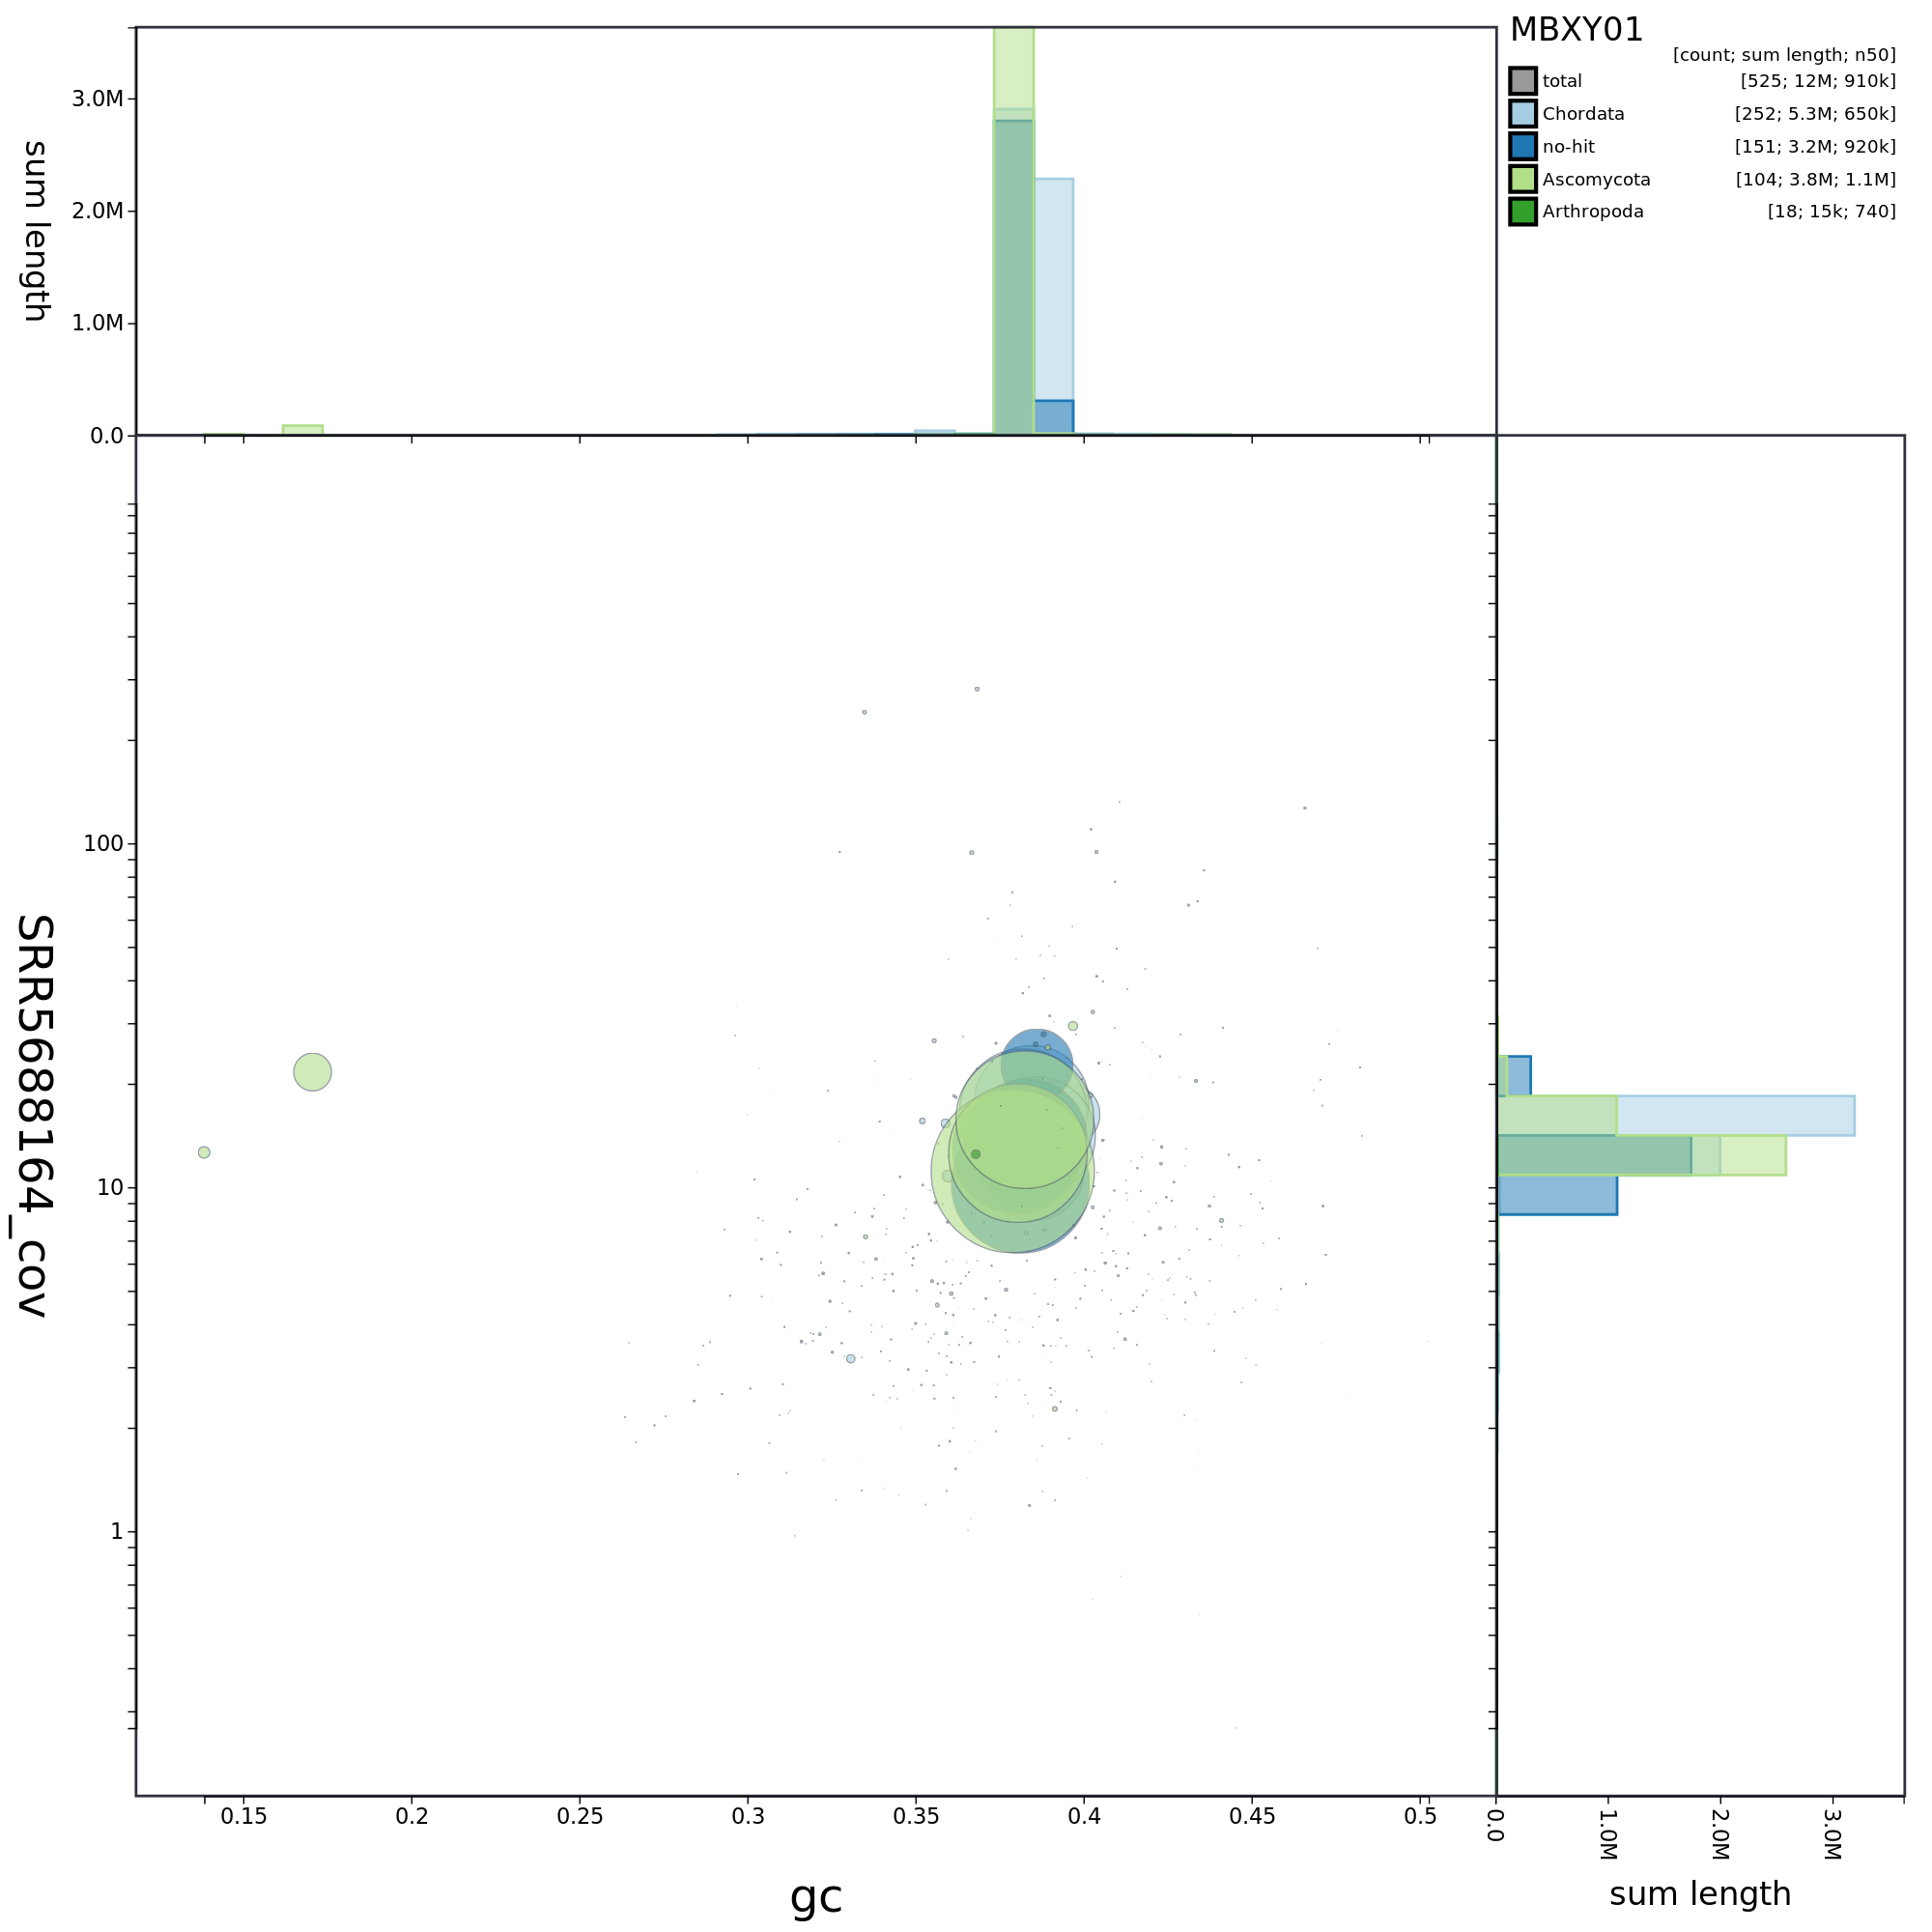 MBXY01
[count; sum length; n50]
total [525; 12M; 910k]
Chordata [252; 5.3M; 650k]
no-hit [151; 3.2M; 920k]
Ascomycota [104; 3.8M; 1.1M]
Arthropoda [18; 15k; 740]
sum length
3.0M
2.0M
1.0M
0.0
SRR5688164_cov
100
10
1
0.15 0.2 0.25 0.3 0.35 0.4 0.45 0.5
gc
0.0 1.0M 2.0M 3.0M
sum length